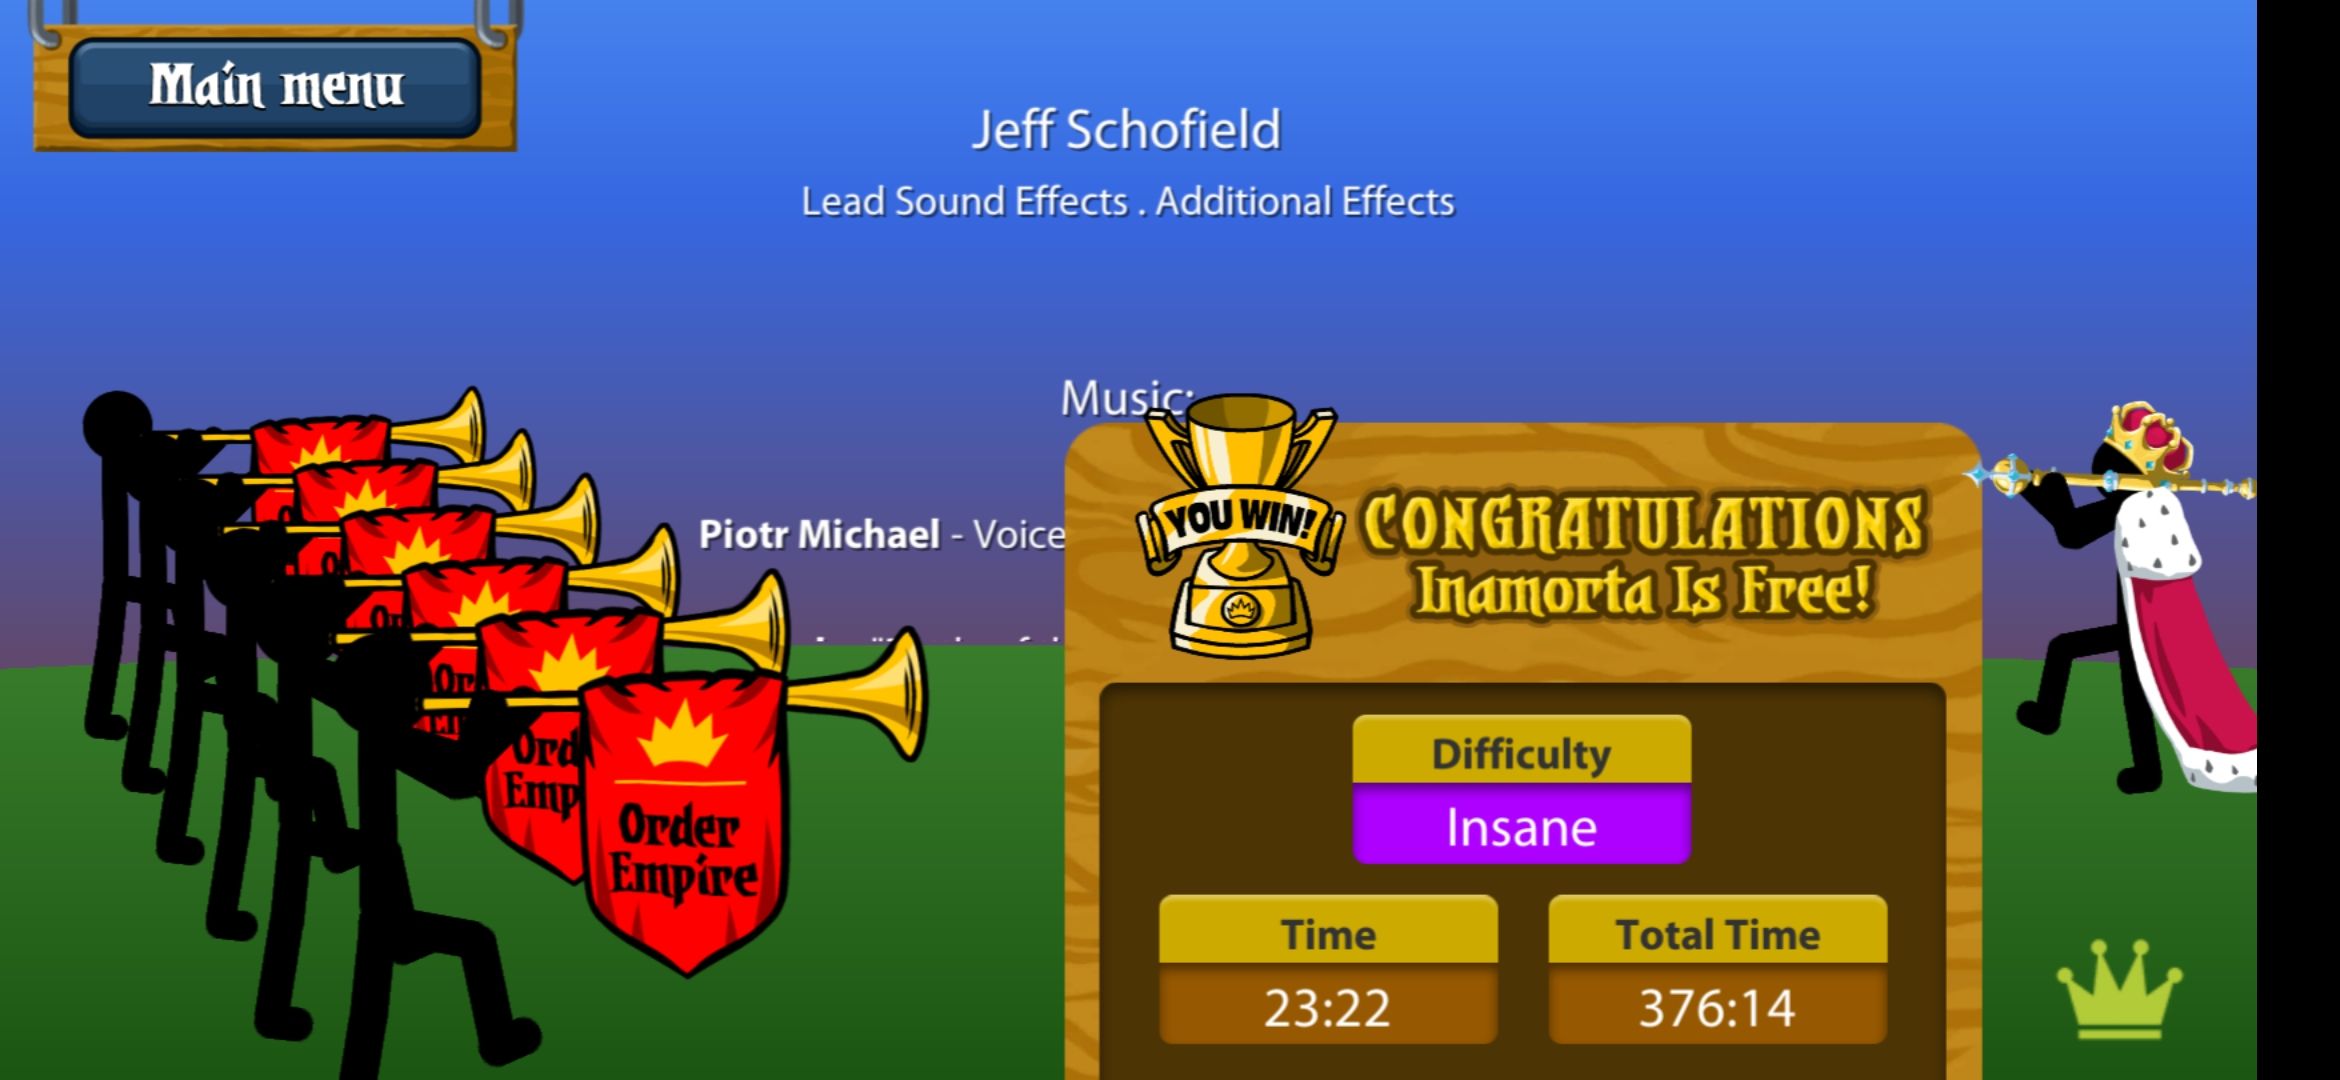 Main menu
Jeff Schofield
Lead Sound Effects . Additional Effects
Music:
Piotr Michael - Voice
YOU WIN!
CONGRATULATIONS
Inamorta Is Free!
Order
Empire
Difficulty
Insane
Time
23:22
Total Time
376:14